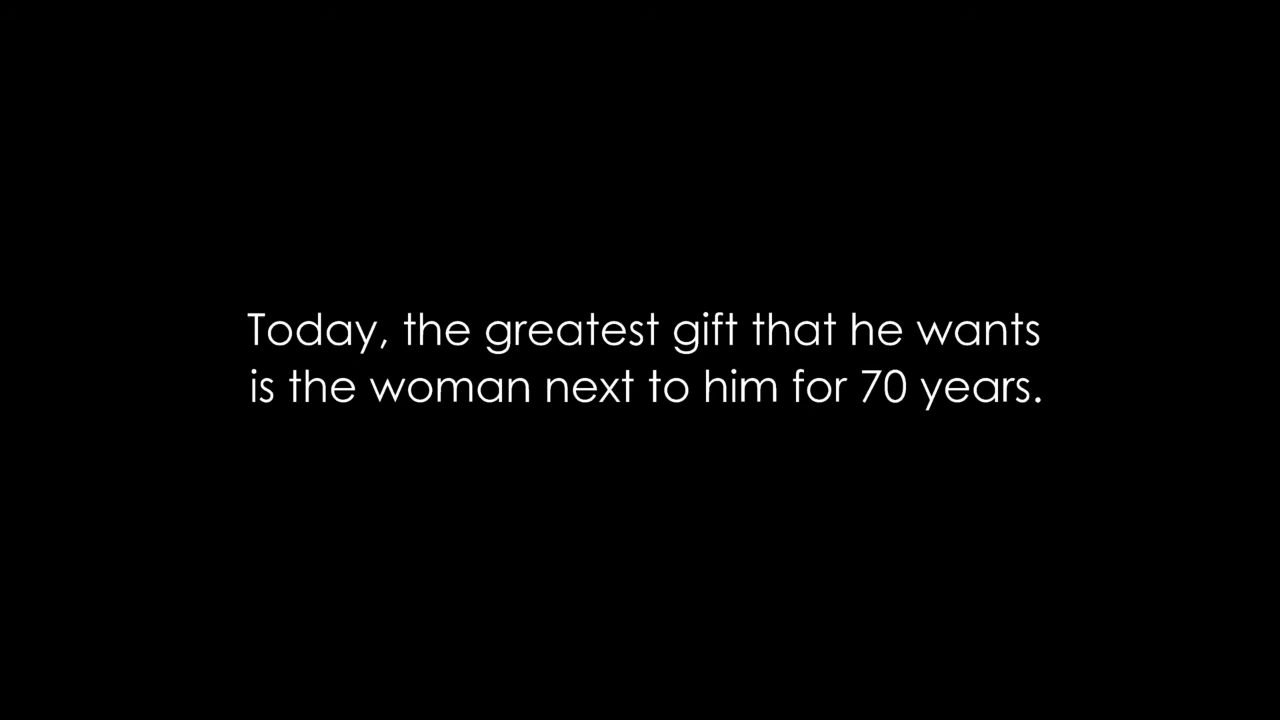 Today, the greatest gift that he wants
is the woman next to him for 70 years.